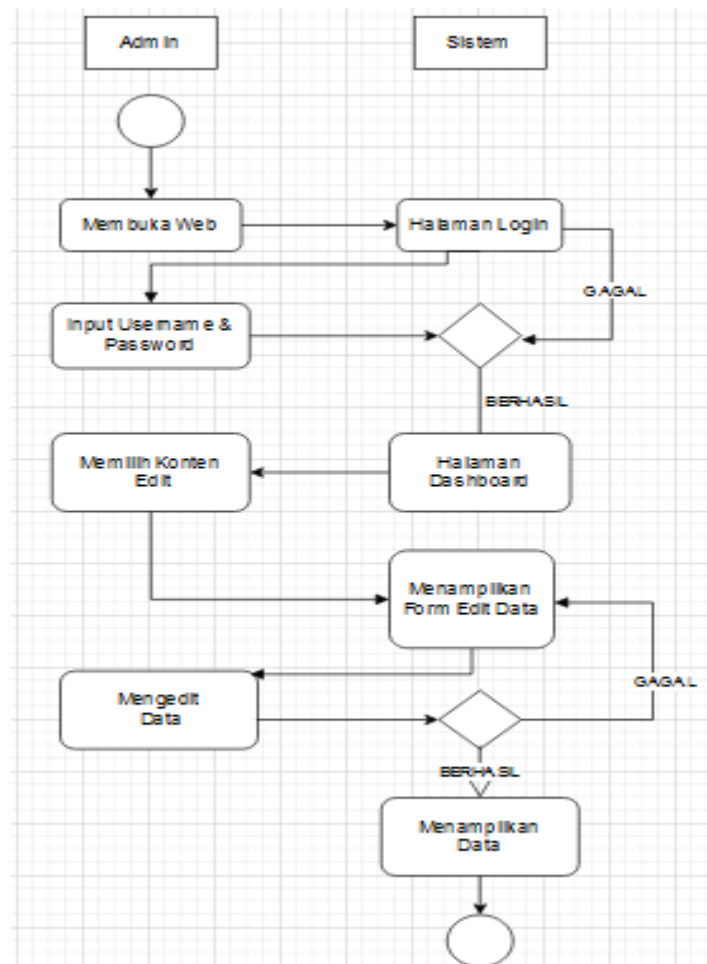 Admin
Sistem
Membuka Web
Halaman Login
GAGAL
Input Username &
Password
BERHASIL
Memilih Konten
Edit
Halaman
Dashboard
Menampilkan
Form Edit Data
GAGAL
Mengedit
Data
BERHASIL
Menampilkan
Data